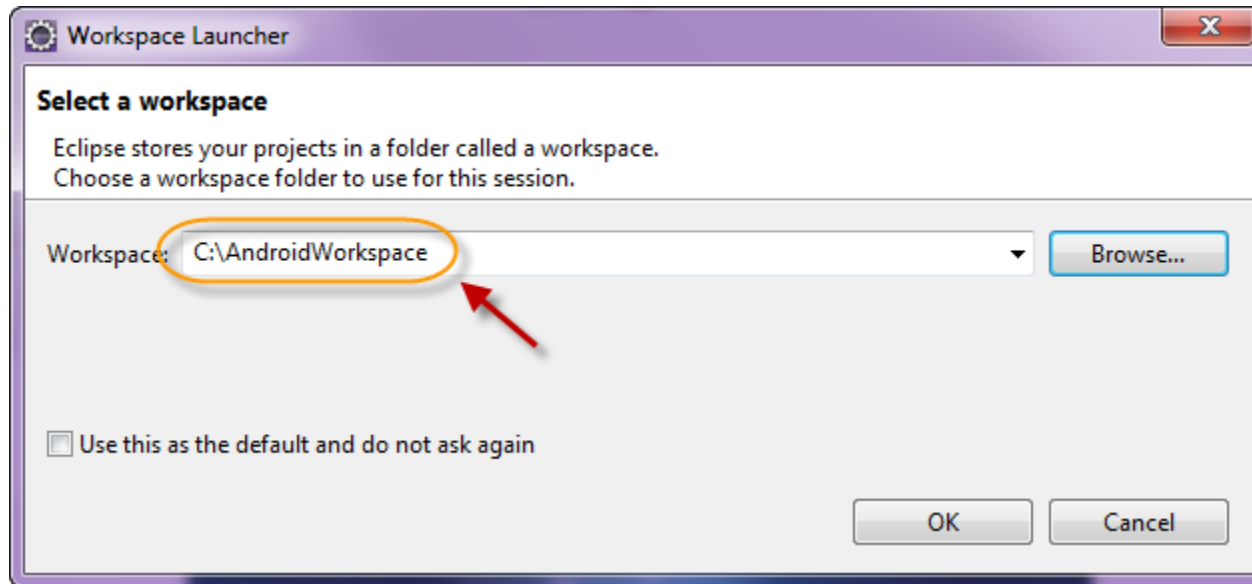 Workspace Launcher
Select a workspace
Eclipse stores your projects in a folder called a workspace.
Choose a workspace folder to use for this session.
Workspace: C:\AndroidWorkspace Browse...
Use this as the default and do not ask again
OK Cancel